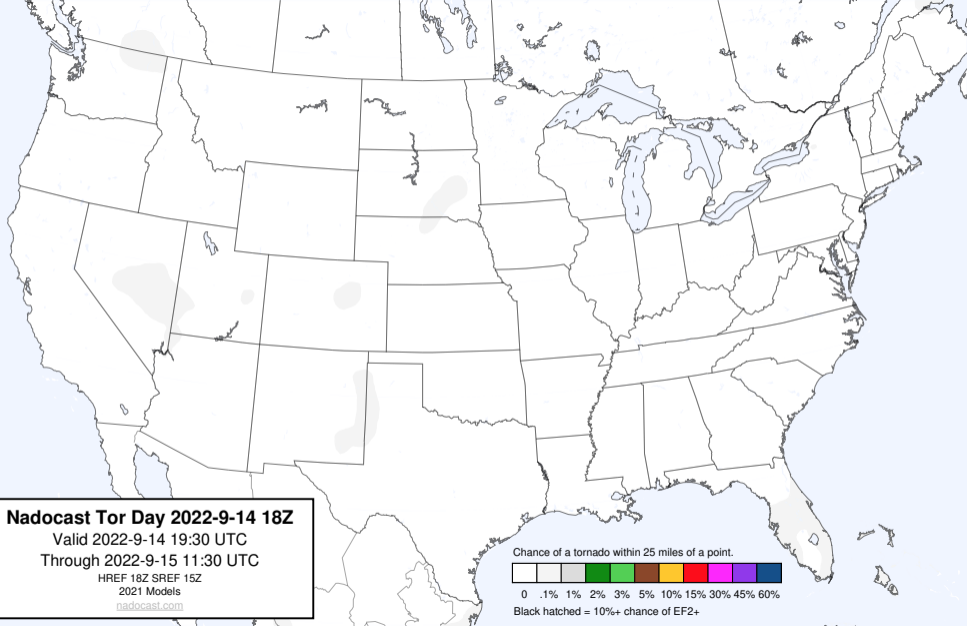 Nadocast Tor Day 2022-9-14 18Z
Valid 2022-9-14 19:30 UTC
Through 2022-9-15 11:30 UTC
HREF 18Z SREF 15Z
2021 Models
nadocast.com
Chance of a tornado within 25 miles of a point.
0 .1% 1% 2% 3% 5% 10% 15% 30% 45% 60%
Black hatched = 10%+ chance of EF2+